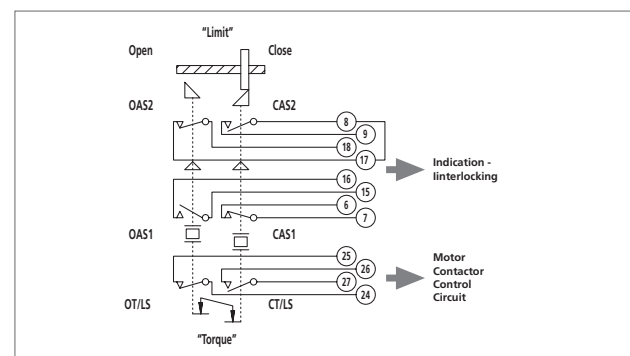 "Limit"
Open Close
OAS2 CAS2
8
9
18
17
Indication -
Iinterlocking
16
15
6
7
OAS1 CAS1
25
26
27
24
Motor
Contactor
Control
Circuit
OT/LS CT/LS
"Torque"